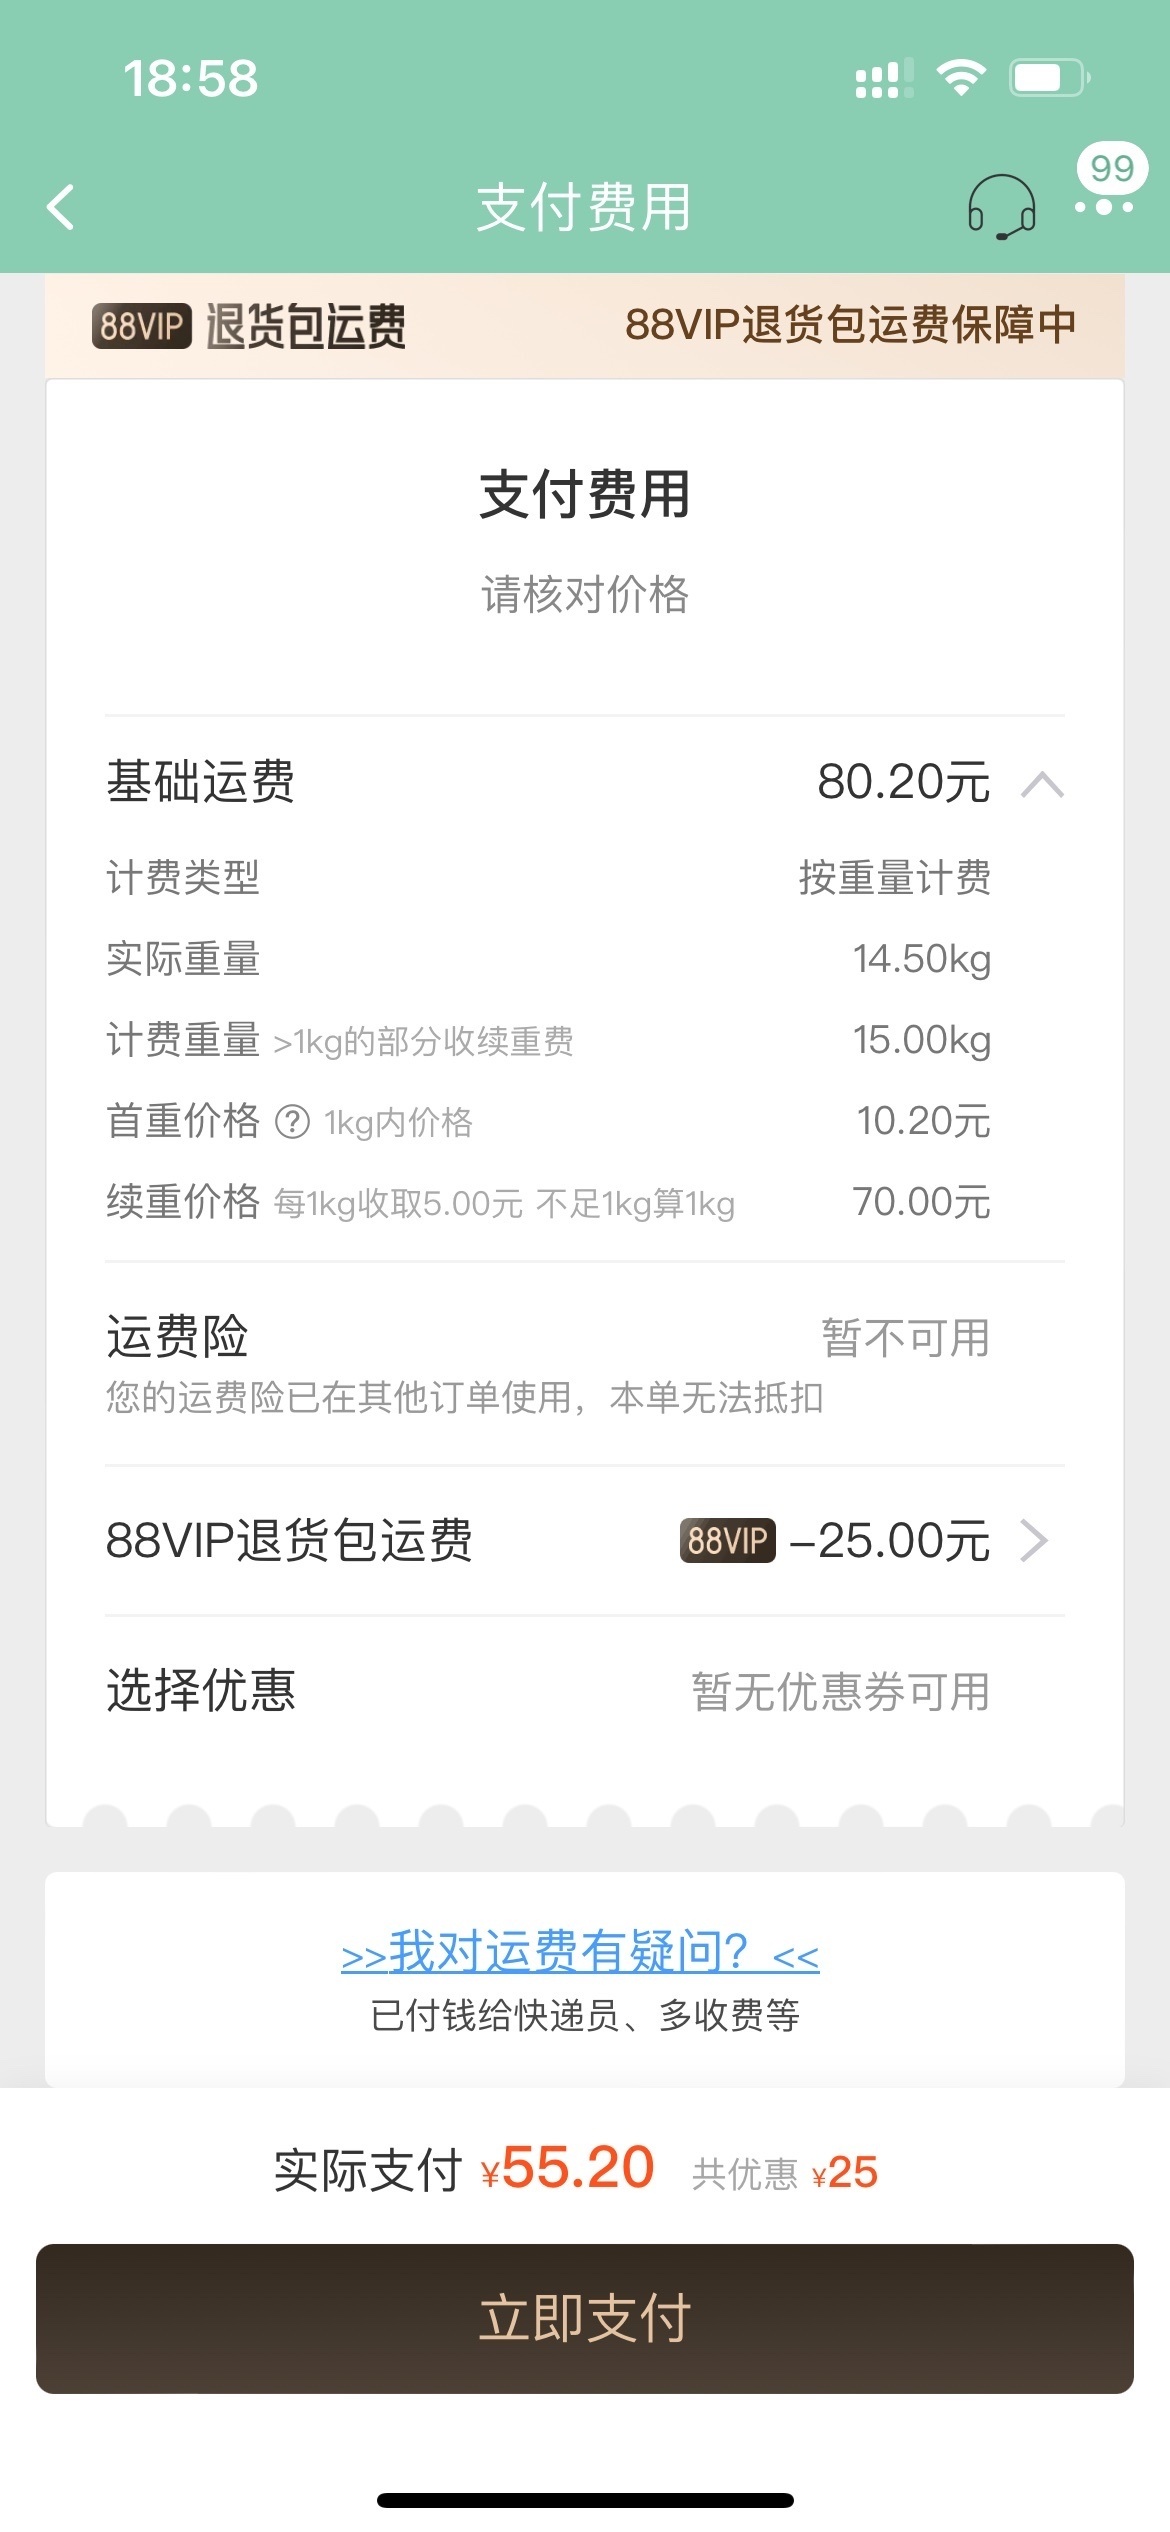 18:58
99
支付费用
88VIP 退货包运费 88VIP退货包运费保障中
支付费用
请核对价格
基础运费 80.20元
计费类型 按重量计费
实际重量 14.50kg
计费重量 >1kg的部分收续重费 15.00kg
首重价格 ? 1kg内价格 10.20元
续重价格 每1kg收取5.00元 不足1kg算1kg 70.00元
运费险 暂不可用
您的运费险已在其他订单使用，本单无法抵扣
88VIP退货包运费 88VIP -25.00元
选择优惠 暂无优惠券可用
>>我对运费有疑问？<<
已付钱给快递员、多收费等
实际支付 ¥55.20 共优惠 ¥25
立即支付